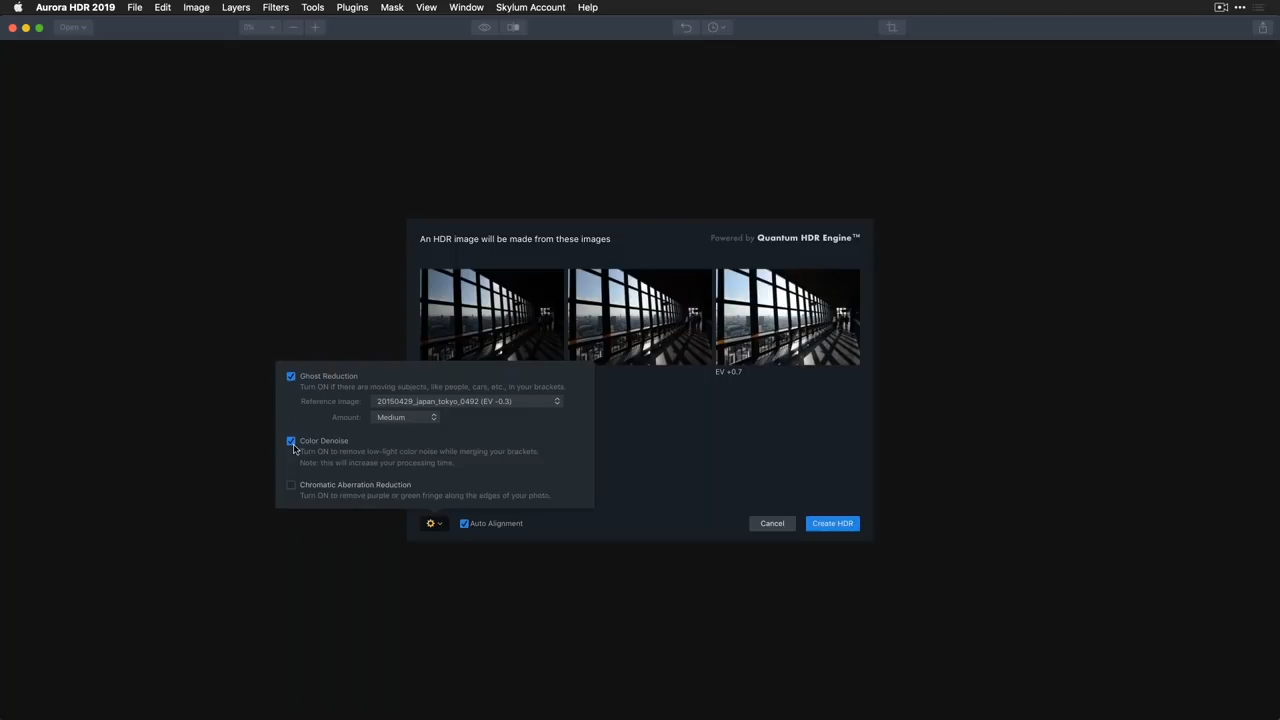 Aurora HDR 2019 File Edit Image Layers Filters Tools Plugins Mask View Window Skylum Account Help
Open
An HDR image will be made from these images
Powered by Quantum HDR Engine™
EV +0.7
Ghost Reduction
Turn ON if there are moving subjects, like people, cars, etc., in your brackets.
Reference image: 20150429_japan_tokyo_0492 (EV -0.3)
Amount: Medium
Color Denoise
Turn ON to remove low-light color noise while merging your brackets.
Note: this will increase your processing time.
Chromatic Aberration Reduction
Turn ON to remove purple or green fringe along the edges of your photo.
Auto Alignment
Cancel
Create HDR